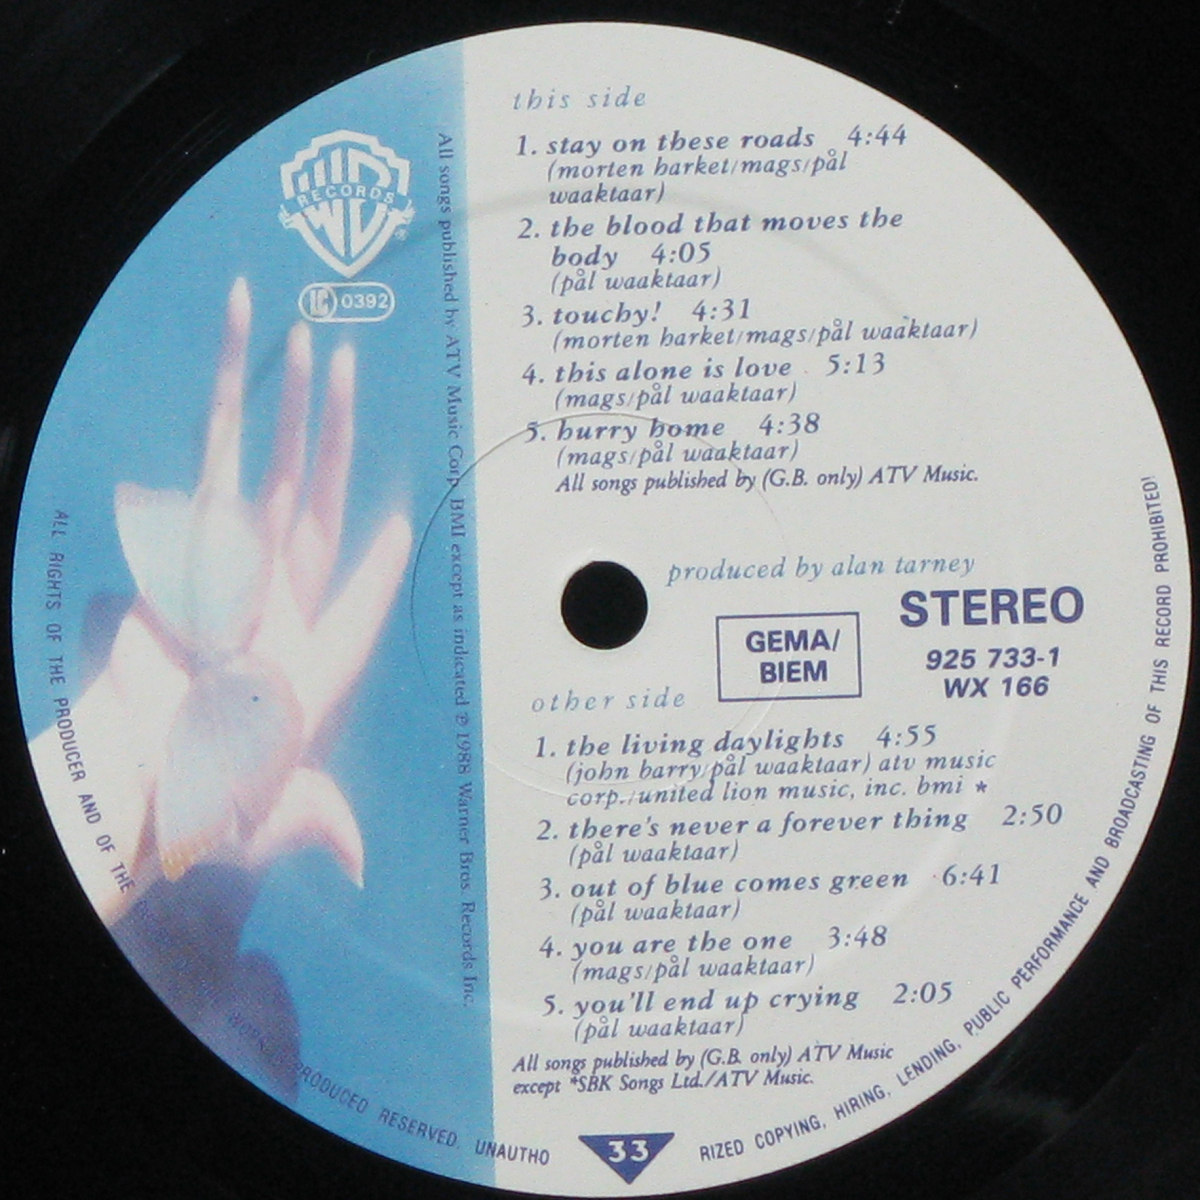 this side
1. stay on these roads 4:44
(morten harket/mags/pål
waaktaar)
2. the blood that moves the
body 4:05
(pål waaktaar)
3. touchy! 4:31
(morten harket/mags/pål waaktaar)
4. this alone is love 5:13
(mags/pål waaktaar)
5. hurry home 4:38
(mags/pål waaktaar)
All songs published by (G.B. only) ATV Music.
produced by alan tarney
STEREO
GEMA/
BIEM
925 733-1
WX 166
other side
1. the living daylights 4:55
(john barry/pål waaktaar) atv music
corp./united lion music, inc. bmi *
2. there's never a forever thing 2:50
(pål waaktaar)
3. out of blue comes green 6:41
(pål waaktaar)
4. you are the one 3:48
(mags/pål waaktaar)
5. you'll end up crying 2:05
(pål waaktaar)
All songs published by (G.B. only) ATV Music
except *SBK Songs Ltd./ATV Music.
33
WB
RECORDS
®
LC 0392
All songs published by ATV Music Corp. BMI except as indicated ℗ 1988 Warner Bros. Records Inc.
ALL RIGHTS OF THE PRODUCER AND OF THE WORK PRODUCED RESERVED. UNAUTHO RIZED COPYING, HIRING, LENDING, PUBLIC PERFORMANCE AND BROADCASTING OF THIS RECORD PROHIBITED!